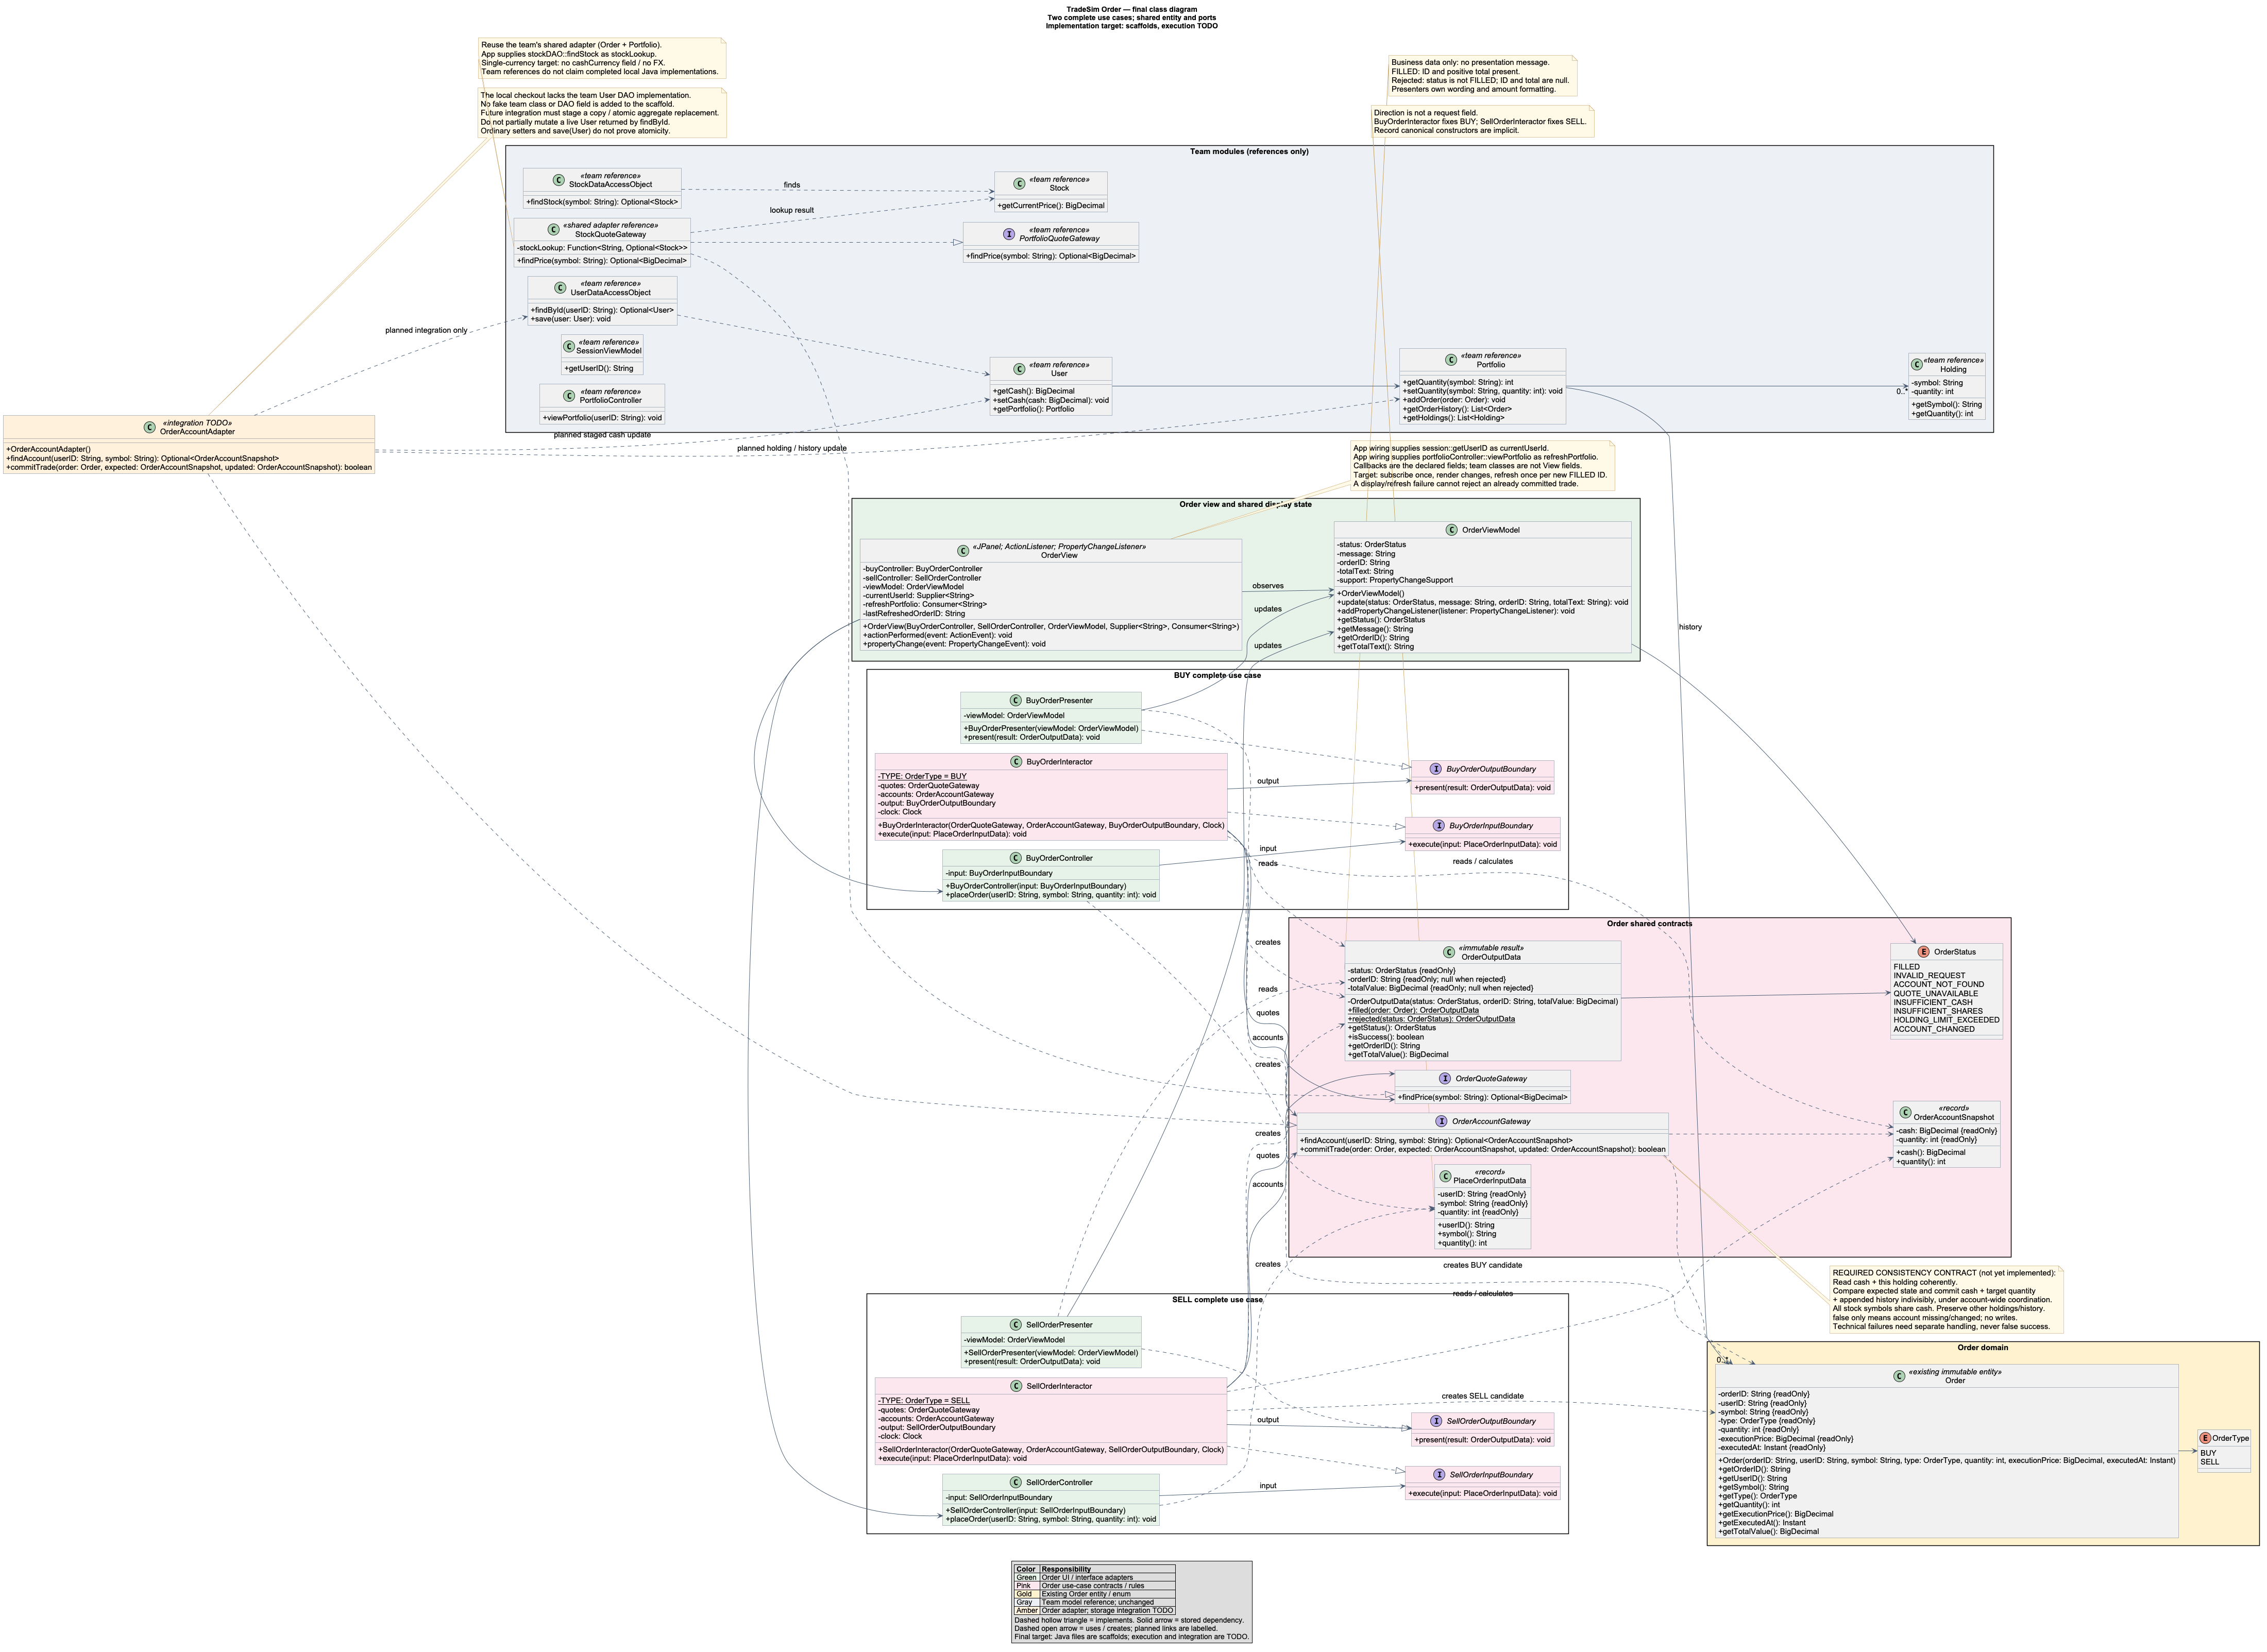 TradeSim Order — final class diagram
Two complete use cases; shared entity and ports
Implementation target: scaffolds, execution TODO
Reuse the team's shared adapter (Order + Portfolio).
App supplies stockDAO::findStock as stockLookup.
Single-currency target: no cashCurrency field / no FX.
Team references do not claim completed local Java implementations.
The local checkout lacks the team User DAO implementation.
No fake team class or DAO field is added to the scaffold.
Future integration must stage a copy / atomic aggregate replacement.
Do not partially mutate a live User returned by findById.
Ordinary setters and save(User) do not prove atomicity.
Business data only: no presentation message.
FILLED: ID and positive total present.
Rejected: status is not FILLED; ID and total are null.
Presenters own wording and amount formatting.
Direction is not a request field.
BuyOrderInteractor fixes BUY; SellOrderInteractor fixes SELL.
Record canonical constructors are implicit.
Team modules (references only)
C «team reference»
StockDataAccessObject
+findStock(symbol: String): Optional<Stock>
finds
C «team reference»
Stock
+getCurrentPrice(): BigDecimal
C «shared adapter reference»
StockQuoteGateway
-stockLookup: Function<String, Optional<Stock>>
+findPrice(symbol: String): Optional<BigDecimal>
lookup result
I «team reference»
PortfolioQuoteGateway
+findPrice(symbol: String): Optional<BigDecimal>
C «team reference»
UserDataAccessObject
+findById(userID: String): Optional<User>
+save(user: User): void
planned integration only
C «team reference»
SessionViewModel
+getUserID(): String
C «team reference»
PortfolioController
+viewPortfolio(userID: String): void
C «team reference»
User
+getCash(): BigDecimal
+setCash(cash: BigDecimal): void
+getPortfolio(): Portfolio
C «team reference»
Portfolio
+getQuantity(symbol: String): int
+setQuantity(symbol: String, quantity: int): void
+addOrder(order: Order): void
+getOrderHistory(): List<Order>
+getHoldings(): List<Holding>
0..*
C «team reference»
Holding
-symbol: String
-quantity: int
+getSymbol(): String
+getQuantity(): int
C «integration TODO»
OrderAccountAdapter
+OrderAccountAdapter()
+findAccount(userID: String, symbol: String): Optional<OrderAccountSnapshot>
+commitTrade(order: Order, expected: OrderAccountSnapshot, updated: OrderAccountSnapshot): boolean
planned staged cash update
planned holding / history update
App wiring supplies session::getUserID as currentUserId.
App wiring supplies portfolioController::viewPortfolio as refreshPortfolio.
Callbacks are the declared fields; team classes are not View fields.
Target: subscribe once, render changes, refresh once per new FILLED ID.
A display/refresh failure cannot reject an already committed trade.
Order view and shared display state
C «JPanel; ActionListener; PropertyChangeListener»
OrderView
-buyController: BuyOrderController
-sellController: SellOrderController
-viewModel: OrderViewModel
-currentUserId: Supplier<String>
-refreshPortfolio: Consumer<String>
-lastRefreshedOrderID: String
+OrderView(BuyOrderController, SellOrderController, OrderViewModel, Supplier<String>, Consumer<String>)
+actionPerformed(event: ActionEvent): void
+propertyChange(event: PropertyChangeEvent): void
observes
updates
updates
C OrderViewModel
-status: OrderStatus
-message: String
-orderID: String
-totalText: String
-support: PropertyChangeSupport
+OrderViewModel()
+update(status: OrderStatus, message: String, orderID: String, totalText: String): void
+addPropertyChangeListener(listener: PropertyChangeListener): void
+getStatus(): OrderStatus
+getMessage(): String
+getOrderID(): String
+getTotalText(): String
history
BUY complete use case
C BuyOrderPresenter
-viewModel: OrderViewModel
+BuyOrderPresenter(viewModel: OrderViewModel)
+present(result: OrderOutputData): void
C BuyOrderInteractor
-TYPE: OrderType = BUY
-quotes: OrderQuoteGateway
-accounts: OrderAccountGateway
-output: BuyOrderOutputBoundary
-clock: Clock
+BuyOrderInteractor(OrderQuoteGateway, OrderAccountGateway, BuyOrderOutputBoundary, Clock)
+execute(input: PlaceOrderInputData): void
output
I BuyOrderOutputBoundary
+present(result: OrderOutputData): void
I BuyOrderInputBoundary
+execute(input: PlaceOrderInputData): void
input
C BuyOrderController
-input: BuyOrderInputBoundary
+BuyOrderController(input: BuyOrderInputBoundary)
+placeOrder(userID: String, symbol: String, quantity: int): void
reads
reads / calculates
Order shared contracts
creates
reads
quotes
accounts
creates
creates
quotes
accounts
creates
C «immutable result»
OrderOutputData
-status: OrderStatus {readOnly}
-orderID: String {readOnly; null when rejected}
-totalValue: BigDecimal {readOnly; null when rejected}
-OrderOutputData(status: OrderStatus, orderID: String, totalValue: BigDecimal)
+filled(order: Order): OrderOutputData
+rejected(status: OrderStatus): OrderOutputData
+getStatus(): OrderStatus
+isSuccess(): boolean
+getOrderID(): String
+getTotalValue(): BigDecimal
E OrderStatus
FILLED
INVALID_REQUEST
ACCOUNT_NOT_FOUND
QUOTE_UNAVAILABLE
INSUFFICIENT_CASH
INSUFFICIENT_SHARES
HOLDING_LIMIT_EXCEEDED
ACCOUNT_CHANGED
I OrderQuoteGateway
+findPrice(symbol: String): Optional<BigDecimal>
I OrderAccountGateway
+findAccount(userID: String, symbol: String): Optional<OrderAccountSnapshot>
+commitTrade(order: Order, expected: OrderAccountSnapshot, updated: OrderAccountSnapshot): boolean
C «record»
OrderAccountSnapshot
-cash: BigDecimal {readOnly}
-quantity: int {readOnly}
+cash(): BigDecimal
+quantity(): int
C «record»
PlaceOrderInputData
-userID: String {readOnly}
-symbol: String {readOnly}
-quantity: int {readOnly}
+userID(): String
+symbol(): String
+quantity(): int
creates BUY candidate
REQUIRED CONSISTENCY CONTRACT (not yet implemented):
Read cash + this holding coherently.
Compare expected state and commit cash + target quantity
+ appended history indivisibly, under account-wide coordination.
All stock symbols share cash. Preserve other holdings/history.
false only means account missing/changed; no writes.
Technical failures need separate handling, never false success.
SELL complete use case
reads / calculates
C SellOrderPresenter
-viewModel: OrderViewModel
+SellOrderPresenter(viewModel: OrderViewModel)
+present(result: OrderOutputData): void
C SellOrderInteractor
-TYPE: OrderType = SELL
-quotes: OrderQuoteGateway
-accounts: OrderAccountGateway
-output: SellOrderOutputBoundary
-clock: Clock
+SellOrderInteractor(OrderQuoteGateway, OrderAccountGateway, SellOrderOutputBoundary, Clock)
+execute(input: PlaceOrderInputData): void
creates SELL candidate
output
I SellOrderOutputBoundary
+present(result: OrderOutputData): void
I SellOrderInputBoundary
+execute(input: PlaceOrderInputData): void
input
C SellOrderController
-input: SellOrderInputBoundary
+SellOrderController(input: SellOrderInputBoundary)
+placeOrder(userID: String, symbol: String, quantity: int): void
Order domain
0..*
C «existing immutable entity»
Order
-orderID: String {readOnly}
-userID: String {readOnly}
-symbol: String {readOnly}
-type: OrderType {readOnly}
-quantity: int {readOnly}
-executionPrice: BigDecimal {readOnly}
-executedAt: Instant {readOnly}
+Order(orderID: String, userID: String, symbol: String, type: OrderType, quantity: int, executionPrice: BigDecimal, executedAt: Instant)
+getOrderID(): String
+getUserID(): String
+getSymbol(): String
+getType(): OrderType
+getQuantity(): int
+getExecutionPrice(): BigDecimal
+getExecutedAt(): Instant
+getTotalValue(): BigDecimal
E OrderType
BUY
SELL
Color Responsibility
Green Order UI / interface adapters
Pink Order use-case contracts / rules
Gold Existing Order entity / enum
Gray Team model reference; unchanged
Amber Order adapter; storage integration TODO
Dashed hollow triangle = implements. Solid arrow = stored dependency.
Dashed open arrow = uses / creates; planned links are labelled.
Final target: Java files are scaffolds; execution and integration are TODO.